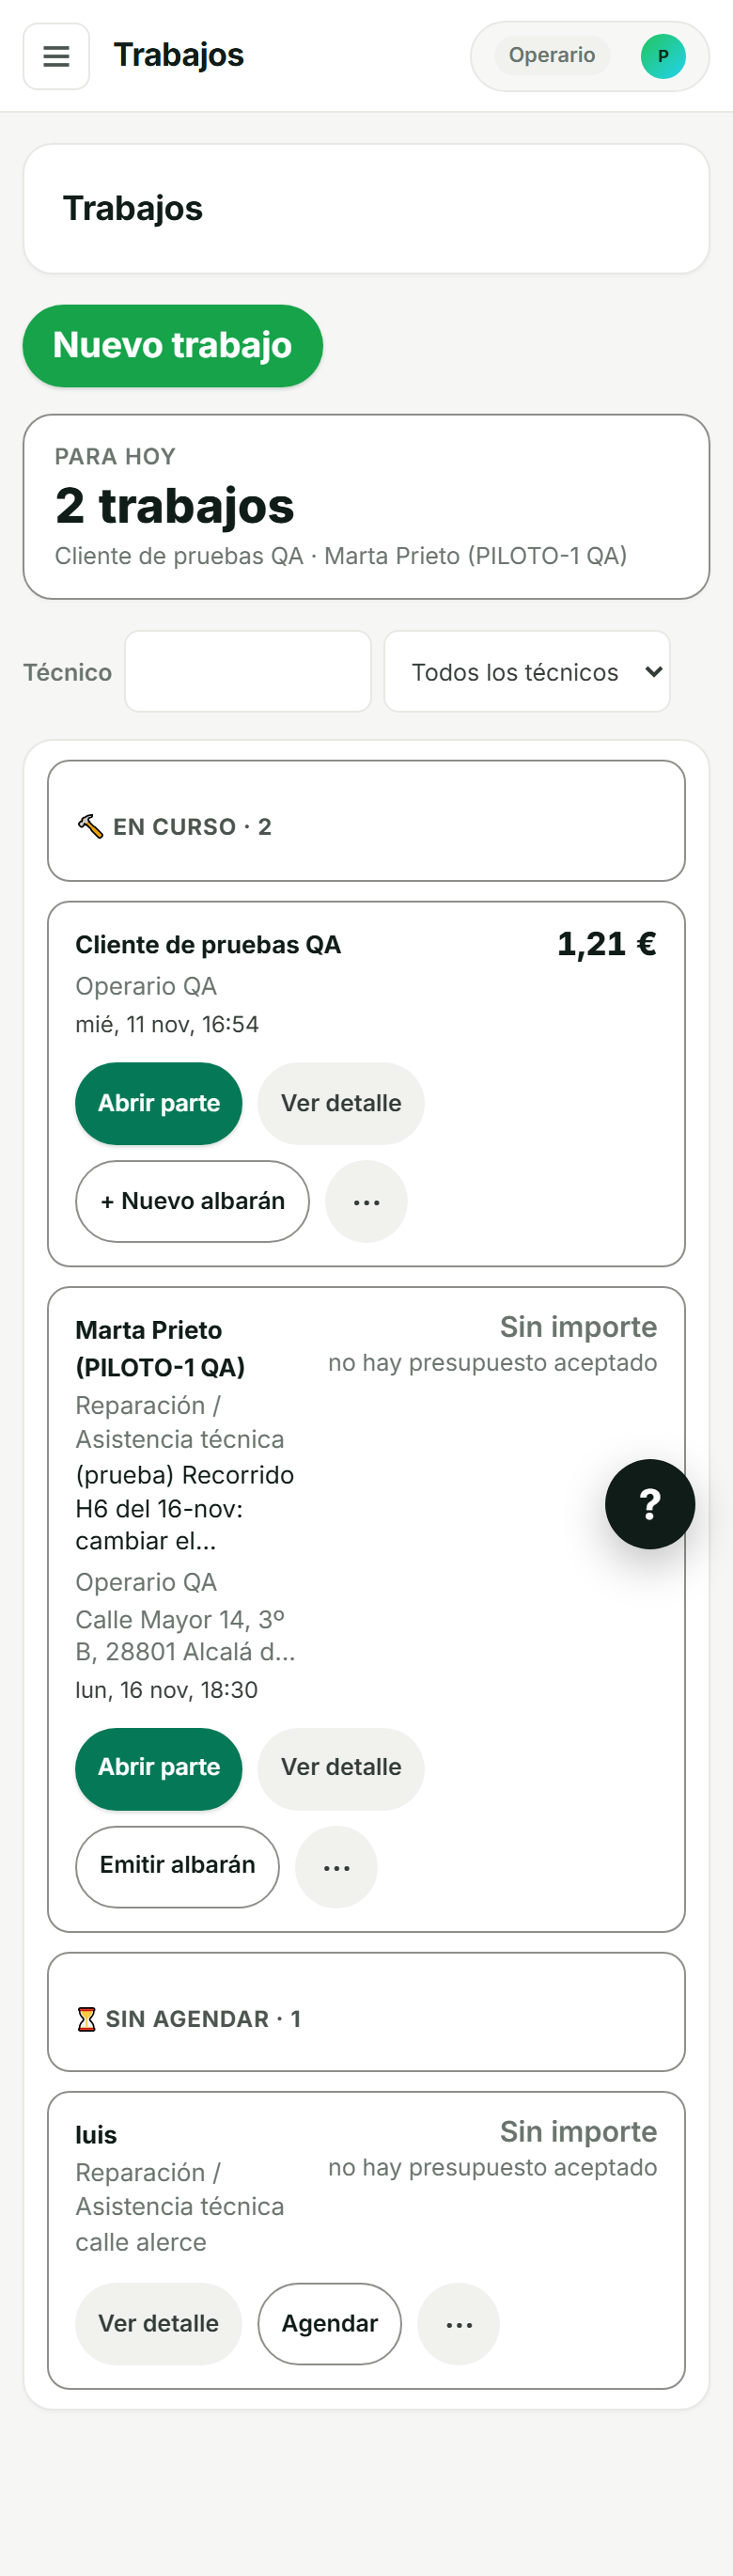 Trabajos
Operario
P
Trabajos
Nuevo trabajo
PARA HOY
2 trabajos
Cliente de pruebas QA · Marta Prieto (PILOTO-1 QA)
Técnico
Todos los técnicos
🔨 EN CURSO · 2
Cliente de pruebas QA
1,21 €
Operario QA
mié, 11 nov, 16:54
Abrir parte
Ver detalle
+ Nuevo albarán
...
Marta Prieto
(PILOTO-1 QA)
Sin importe
no hay presupuesto aceptado
Reparación /
Asistencia técnica
(prueba) Recorrido
H6 del 16-nov:
cambiar el...
?
Operario QA
Calle Mayor 14, 3º
B, 28801 Alcalá d...
lun, 16 nov, 18:30
Abrir parte
Ver detalle
Emitir albarán
...
⏳ SIN AGENDAR · 1
luis
Sin importe
no hay presupuesto aceptado
Reparación /
Asistencia técnica
calle alerce
Ver detalle
Agendar
...